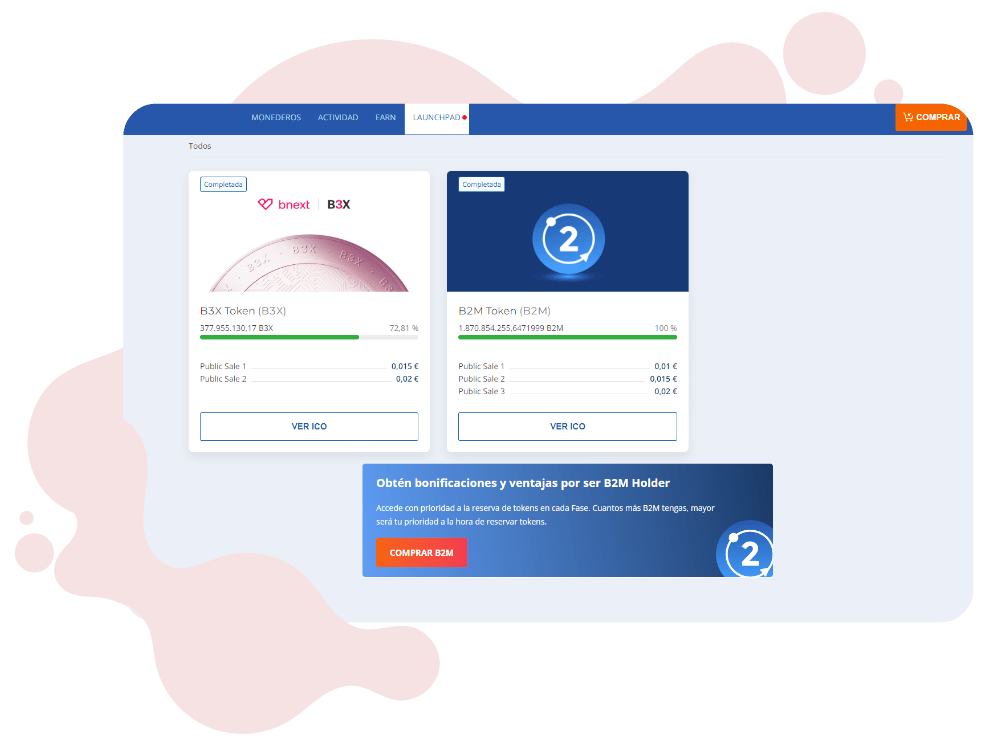 MONEDEROS ACTIVIDAD EARN LAUNCHPAD COMPRAR
Todos
Completada
bnext B3X
B3X · B3X · B3X
B3X Token (B3X)
377.955.130,17 B3X 72,81 %
Public Sale 1 0,015 €
Public Sale 2 0,02 €
VER ICO
Completada
2
B2M Token (B2M)
1.870.854.255,6471999 B2M 100 %
Public Sale 1 0,01 €
Public Sale 2 0,015 €
Public Sale 3 0,02 €
VER ICO
Obtén bonificaciones y ventajas por ser B2M Holder
Accede con prioridad a la reserva de tokens en cada Fase. Cuantos más B2M tengas, mayor
será tu prioridad a la hora de reservar tokens.
COMPRAR B2M
2